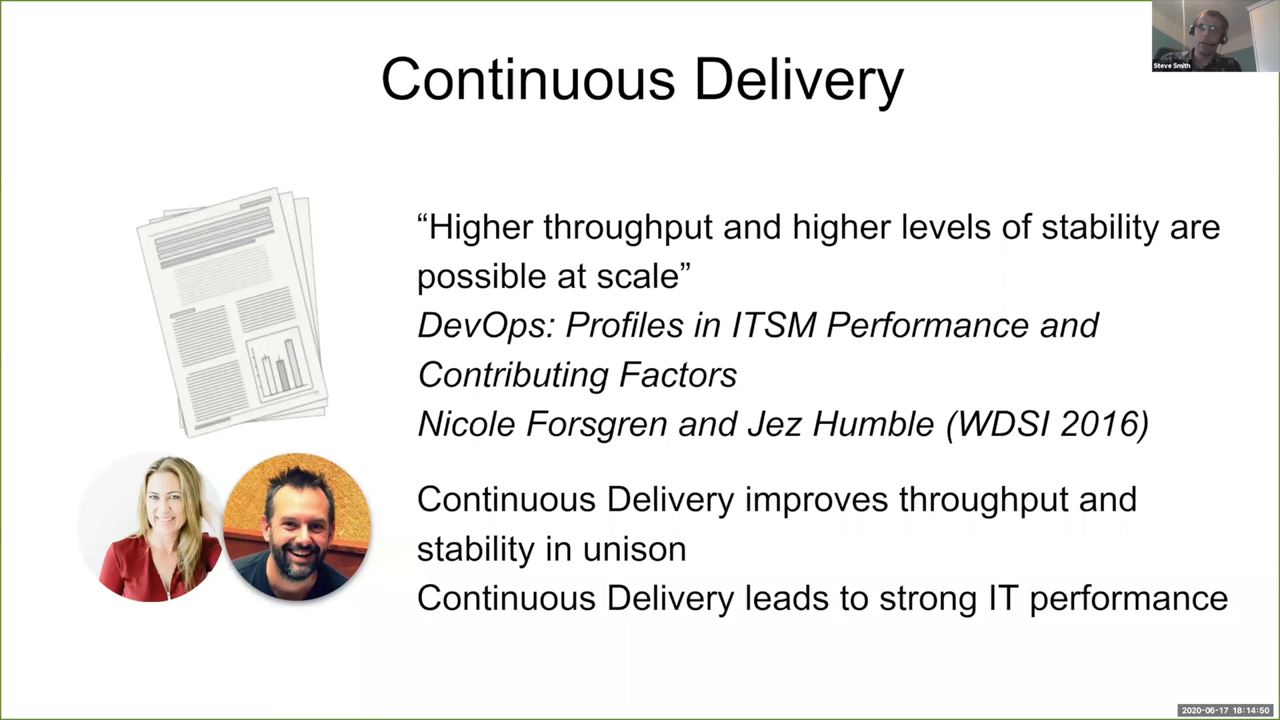 Continuous Delivery
Steve Smith
“Higher throughput and higher levels of stability are
possible at scale”
DevOps: Profiles in ITSM Performance and
Contributing Factors
Nicole Forsgren and Jez Humble (WDSI 2016)
Continuous Delivery improves throughput and
stability in unison
Continuous Delivery leads to strong IT performance
2020-06-17 18:14:50